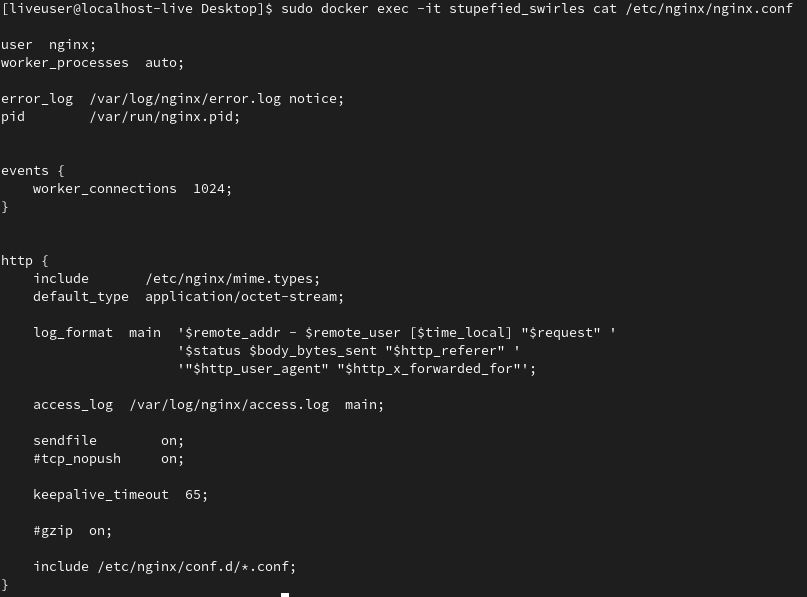 [liveuser@localhost-live Desktop]$ sudo docker exec -it stupefied_swirles cat /etc/nginx/nginx.conf

user  nginx;
worker_processes  auto;

error_log  /var/log/nginx/error.log notice;
pid        /var/run/nginx.pid;


events {
    worker_connections  1024;
}


http {
    include       /etc/nginx/mime.types;
    default_type  application/octet-stream;

    log_format  main  '$remote_addr - $remote_user [$time_local] "$request" '
                      '$status $body_bytes_sent "$http_referer" '
                      '"$http_user_agent" "$http_x_forwarded_for"';

    access_log  /var/log/nginx/access.log  main;

    sendfile        on;
    #tcp_nopush     on;

    keepalive_timeout  65;

    #gzip  on;

    include /etc/nginx/conf.d/*.conf;
}